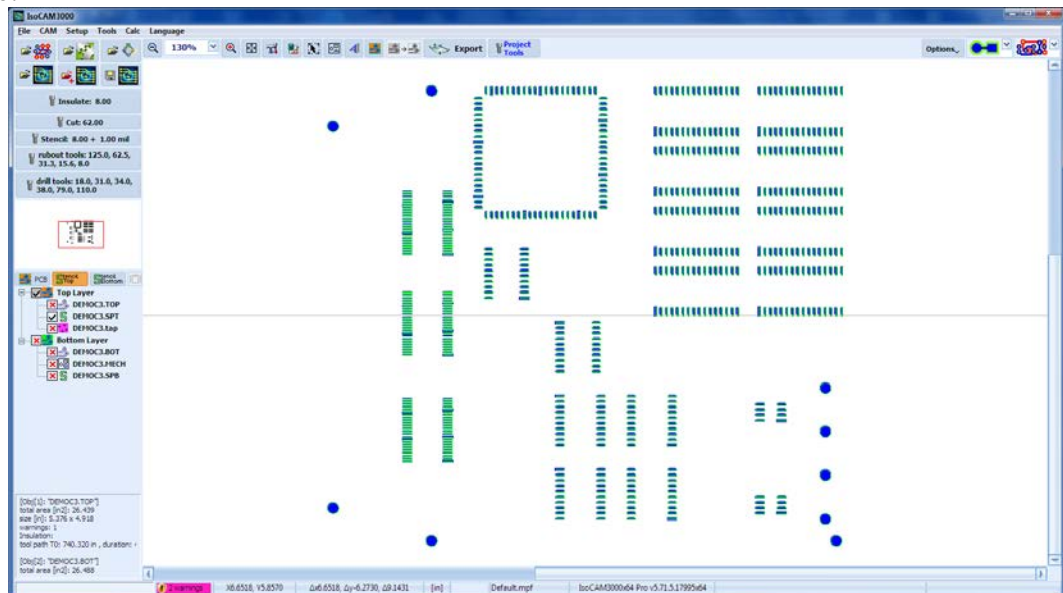 IsoCAM3000
File CAM Setup Tools Calc Language
130%
Export
Project
Tools
Options
Insulate: 8.00
Cut: 62.00
Stencil: 8.00 + 1.00 mil
rubout tools: 125.0, 62.5,
31.3, 15.6, 8.0
drill tools: 18.0, 31.0, 34.0,
38.0, 79.0, 110.0
PCB
Stencil
Top
Stencil
Bottom
Top Layer
DEMOC3.TOP
DEMOC3.SPT
DEMOC3.tap
Bottom Layer
DEMOC3.BOT
DEMOC3.MECH
DEMOC3.SPB
[Obj[1]: "DEMOC3.TOP"]
total area [in2]: 26.439
size [in]: 5.376 x 4.918
warnings: 1
Insulation:
tool path T0: 740.320 in , duration:
[Obj[2]: "DEMOC3.BOT"]
total area [in2]: 26.488
2 warnings
X6.6518, Y5.8570
Δx6.6518, Δy-6.2730, Δ9.1431
[in]
Default.mpf
IsoCAM3000x64 Pro v5.71.5.17995x64